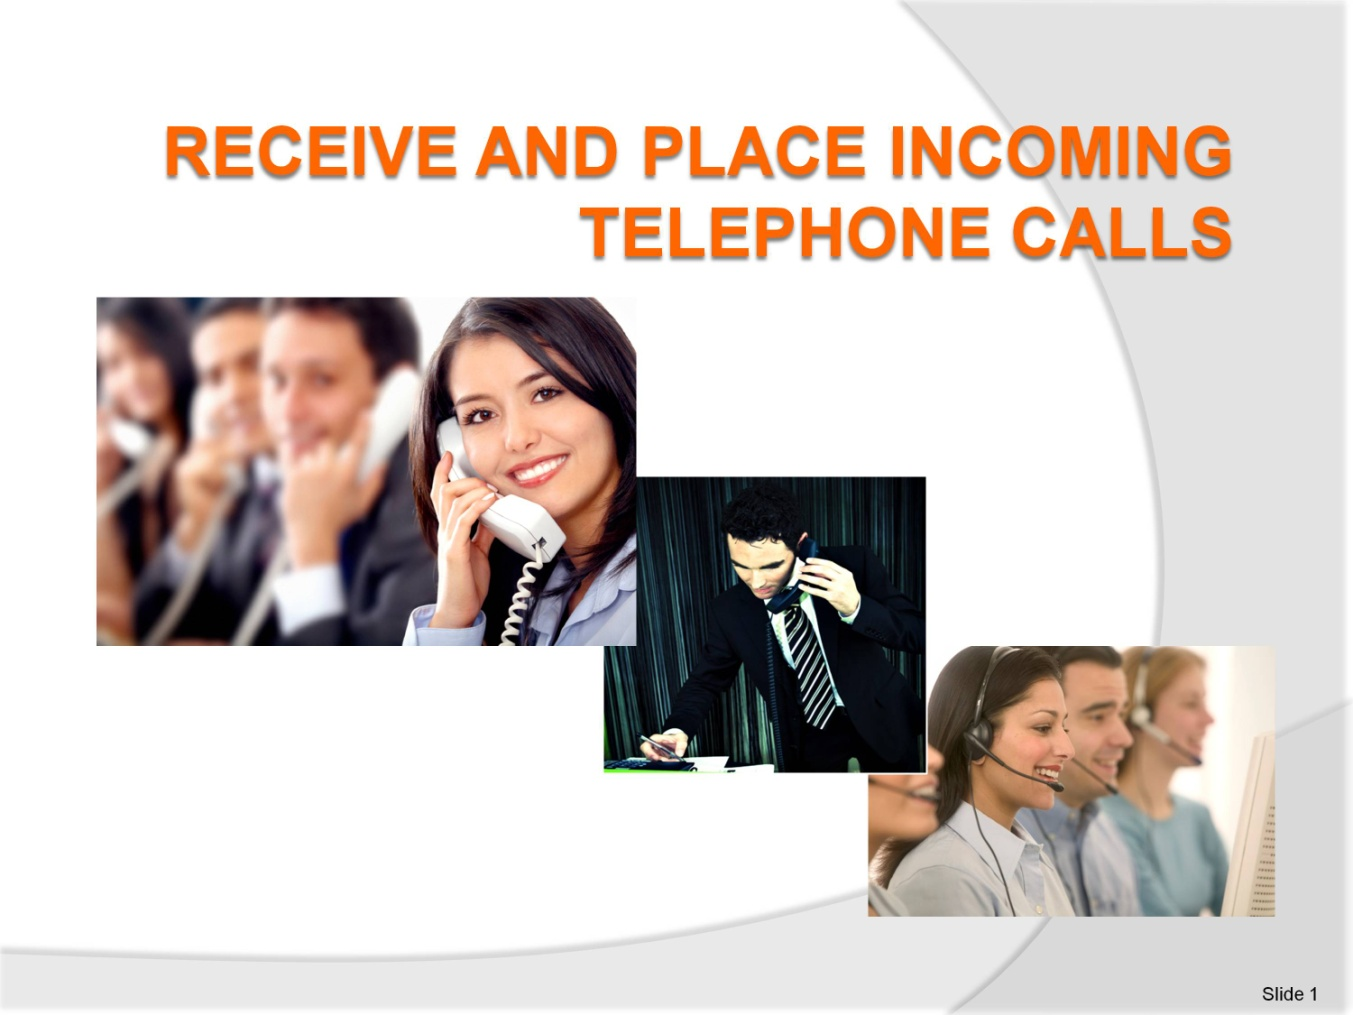 RECEIVE AND PLACE INCOMING
TELEPHONE CALLS
Slide 1